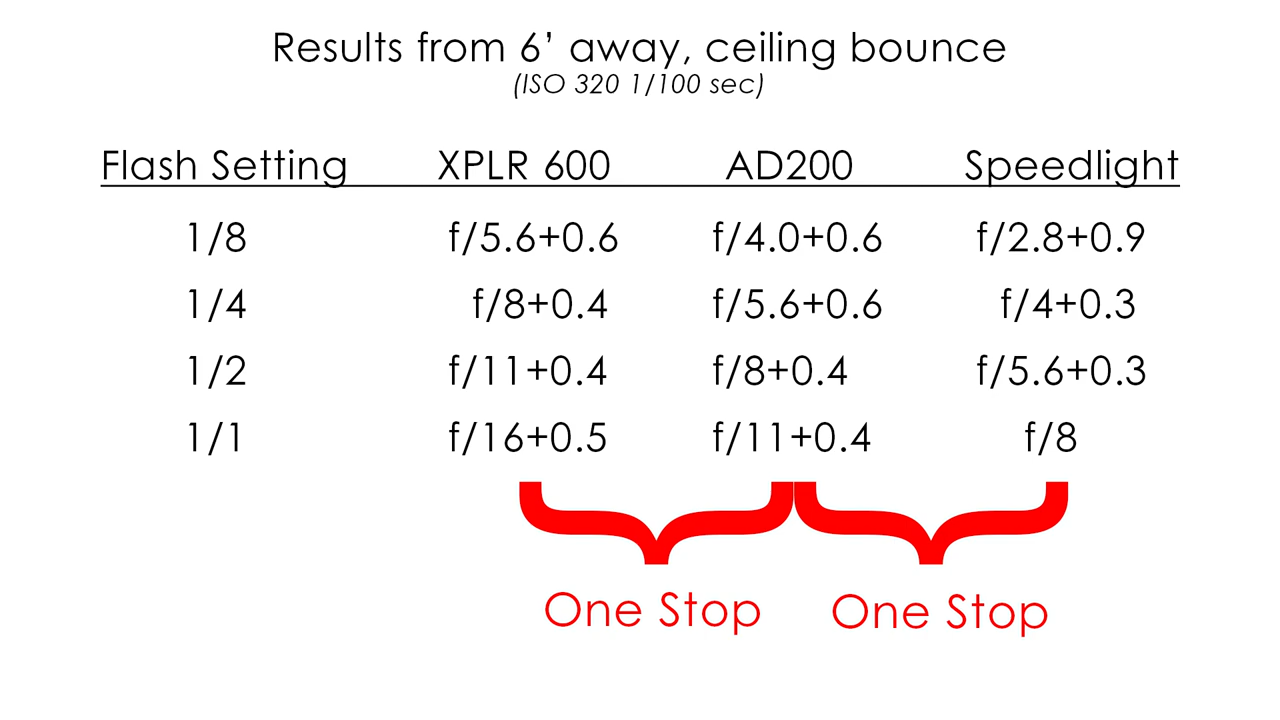 Results from 6’ away, ceiling bounce
(ISO 320 1/100 sec)
Flash Setting XPLR 600 AD200 Speedlight
1/8 f/5.6+0.6 f/4.0+0.6 f/2.8+0.9
1/4 f/8+0.4 f/5.6+0.6 f/4+0.3
1/2 f/11+0.4 f/8+0.4 f/5.6+0.3
1/1 f/16+0.5 f/11+0.4 f/8
One Stop One Stop